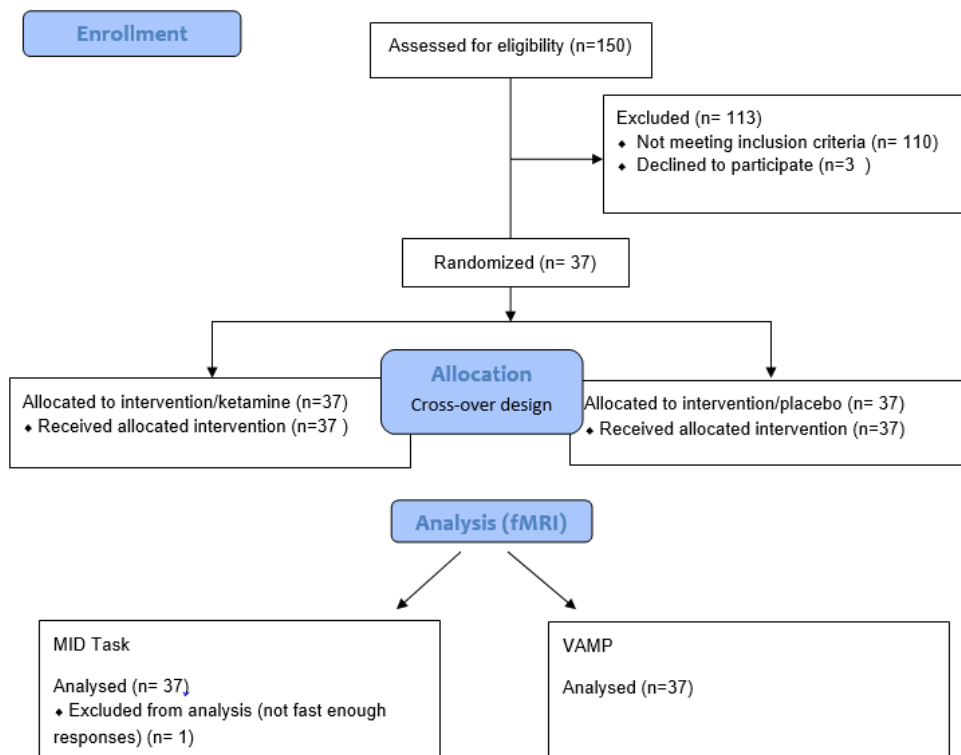 Enrollment
Assessed for eligibility (n=150)
Excluded (n= 113)
⬥ Not meeting inclusion criteria (n= 110)
⬥ Declined to participate (n=3  )
Randomized (n= 37)
Allocation
Cross-over design
Allocated to intervention/ketamine (n=37)
⬥ Received allocated intervention (n=37 )
Allocated to intervention/placebo (n= 37)
⬥ Received allocated intervention (n=37)
Analysis (fMRI)
MID Task
Analysed (n= 37)
⬥ Excluded from analysis (not fast enough
responses) (n= 1)
VAMP
Analysed (n=37)